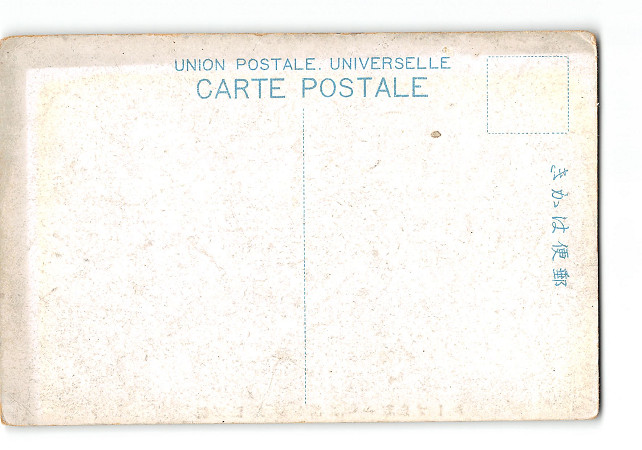 UNION POSTALE. UNIVERSELLE
CARTE POSTALE
郵便はかき